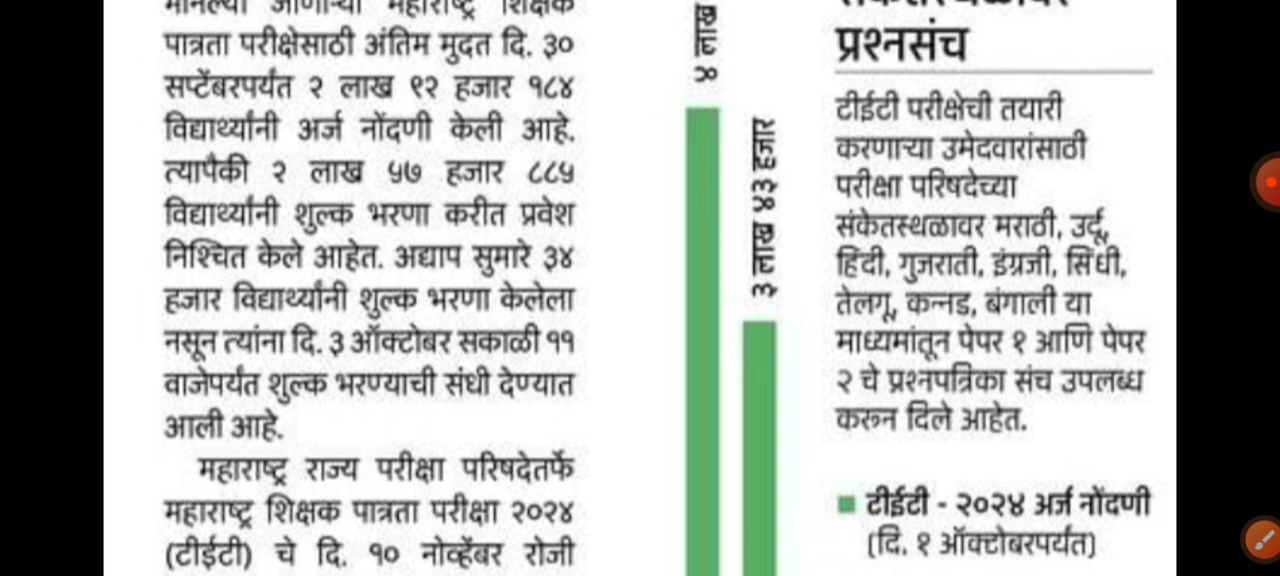 पात्रता परीक्षेसाठी अंतिम मुदत दि. ३०
सप्टेंबरपर्यंत २ लाख ९२ हजार १८४
विद्यार्थ्यांनी अर्ज नोंदणी केली आहे.
त्यापैकी २ लाख ५७ हजार ८८५
विद्यार्थ्यांनी शुल्क भरणा करीत प्रवेश
निश्चित केले आहेत. अद्याप सुमारे ३४
हजार विद्यार्थ्यांनी शुल्क भरणा केलेला
नसून त्यांना दि. ३ ऑक्टोबर सकाळी ११
वाजेपर्यंत शुल्क भरण्याची संधी देण्यात
आली आहे.
महाराष्ट्र राज्य परीक्षा परिषदेतर्फे
महाराष्ट्र शिक्षक पात्रता परीक्षा २०२४
(टीईटी) चे दि. १० नोव्हेंबर रोजी
४ लाख
३ लाख ४३ हजार
प्रश्नसंच
टीईटी परीक्षेची तयारी
करणाऱ्या उमेदवारांसाठी
परीक्षा परिषदेच्या
संकेतस्थळावर मराठी, उर्दू,
हिंदी, गुजराती, इंग्रजी, सिंधी,
तेलगू, कन्नड, बंगाली या
माध्यमांतून पेपर १ आणि पेपर
२ चे प्रश्नपत्रिका संच उपलब्ध
करून दिले आहेत.
टीईटी - २०२४ अर्ज नोंदणी
(दि. १ ऑक्टोबरपर्यंत)